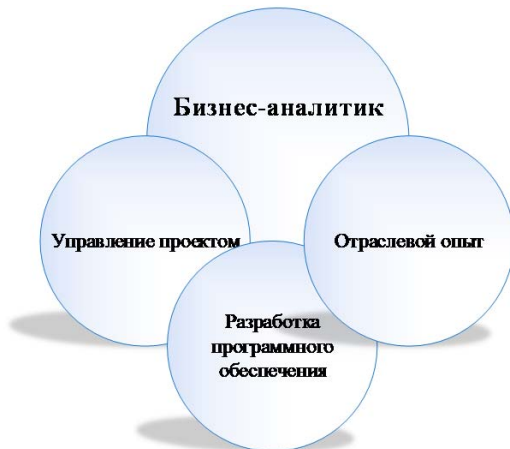 Бизнес-аналитик
Управление проектом
Отраслевой опыт
Разработка
программного
обеспечения